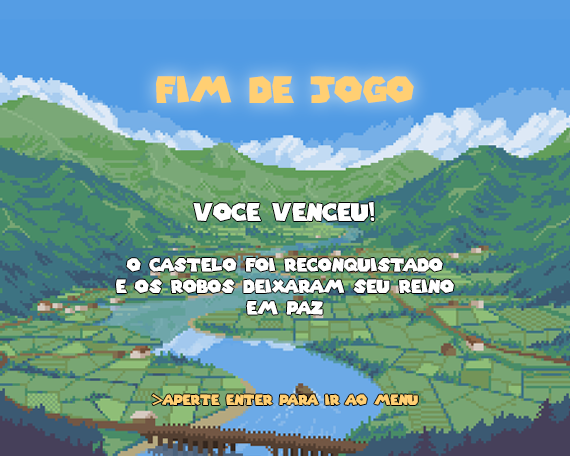 FIM DE JOGO
VOCE VENCEU!
O CASTELO FOI RECONQUISTADO
E OS ROBOS DEIXARAM SEU REINO
EM PAZ
>APERTE ENTER PARA IR AO MENU